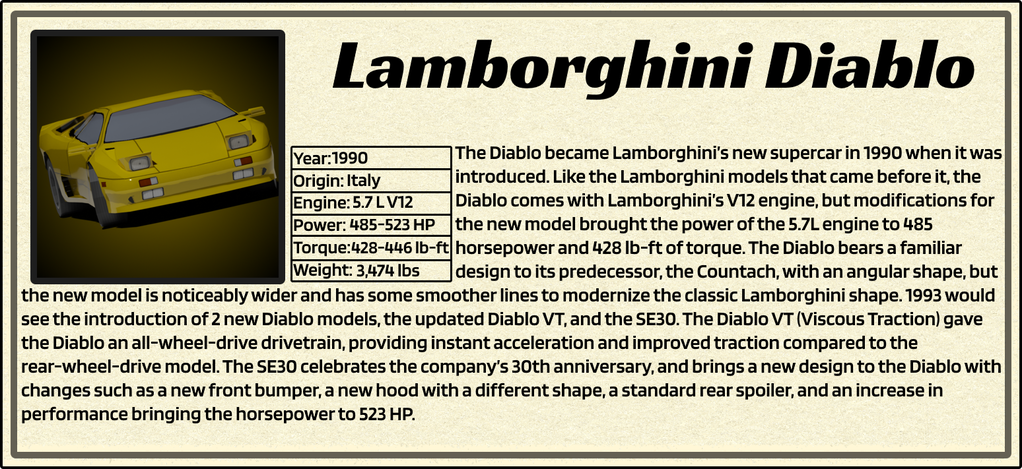 Lamborghini Diablo
Year:1990
Origin: Italy
Engine: 5.7 L V12
Power: 485-523 HP
Torque:428-446 lb-ft
Weight: 3,474 lbs
The Diablo became Lamborghini's new supercar in 1990 when it was
introduced. Like the Lamborghini models that came before it, the
Diablo comes with Lamborghini's V12 engine, but modifications for
the new model brought the power of the 5.7L engine to 485
horsepower and 428 lb-ft of torque. The Diablo bears a familiar
design to its predecessor, the Countach, with an angular shape, but
the new model is noticeably wider and has some smoother lines to modernize the classic Lamborghini shape. 1993 would
see the introduction of 2 new Diablo models, the updated Diablo VT, and the SE30. The Diablo VT (Viscous Traction) gave
the Diablo an all-wheel-drive drivetrain, providing instant acceleration and improved traction compared to the
rear-wheel-drive model. The SE30 celebrates the company's 30th anniversary, and brings a new design to the Diablo with
changes such as a new front bumper, a new hood with a different shape, a standard rear spoiler, and an increase in
performance bringing the horsepower to 523 HP.